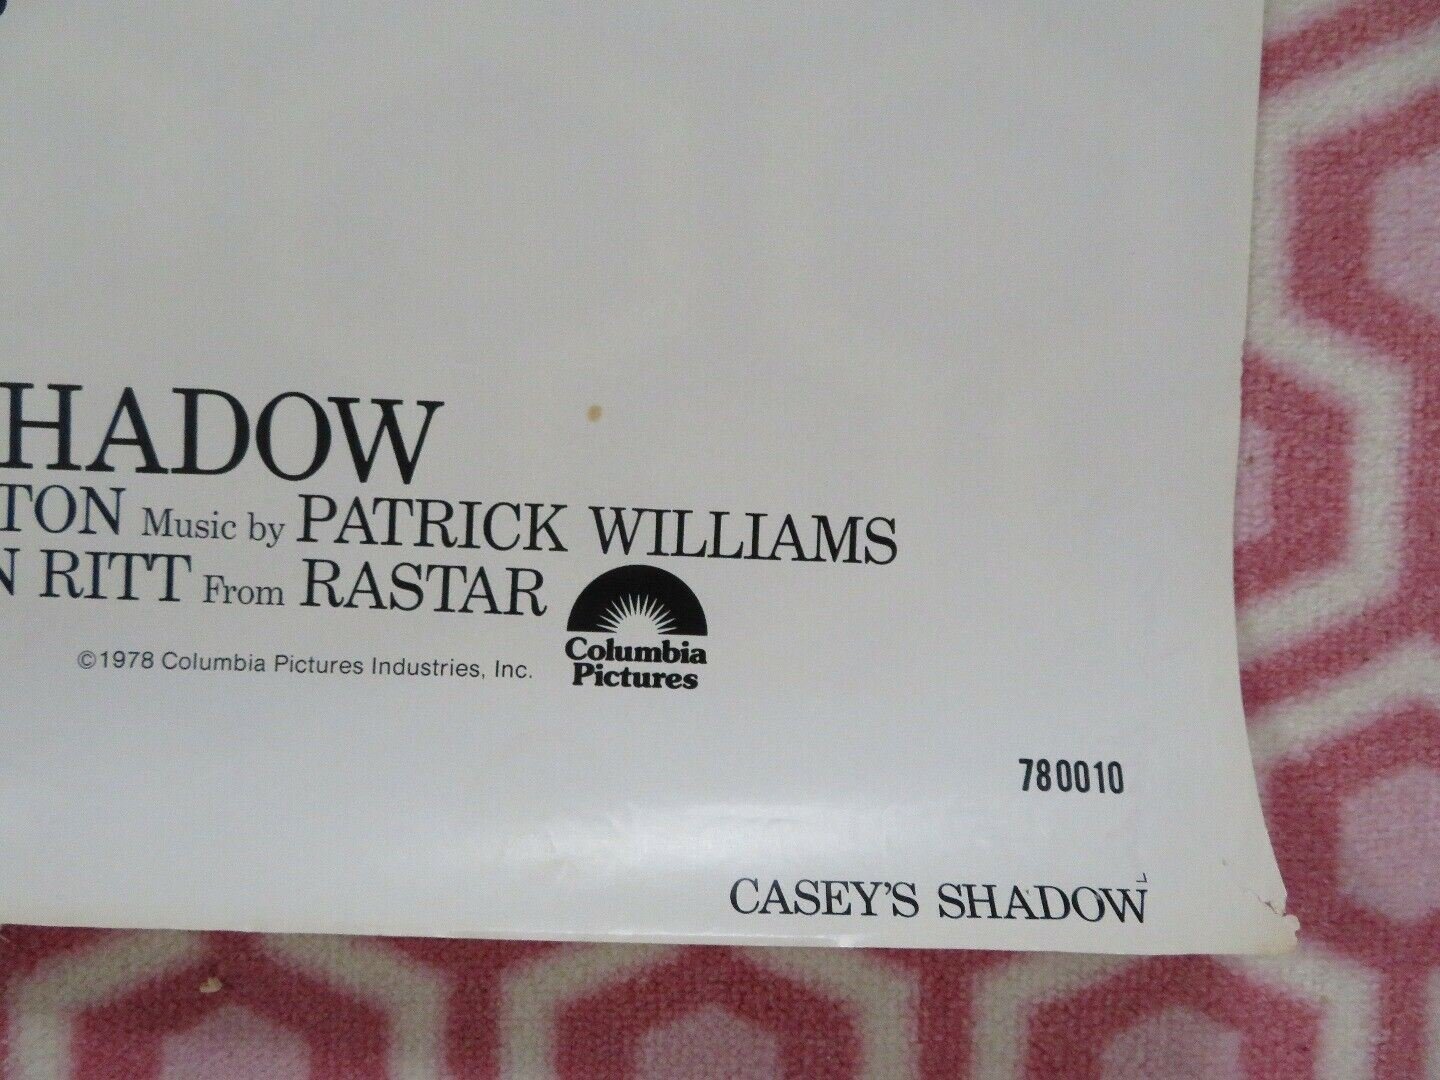 HADOW
TON Music by PATRICK WILLIAMS
N RITT From RASTAR
Columbia
Pictures
©1978 Columbia Pictures Industries, Inc.
780010
CASEY'S SHADOW